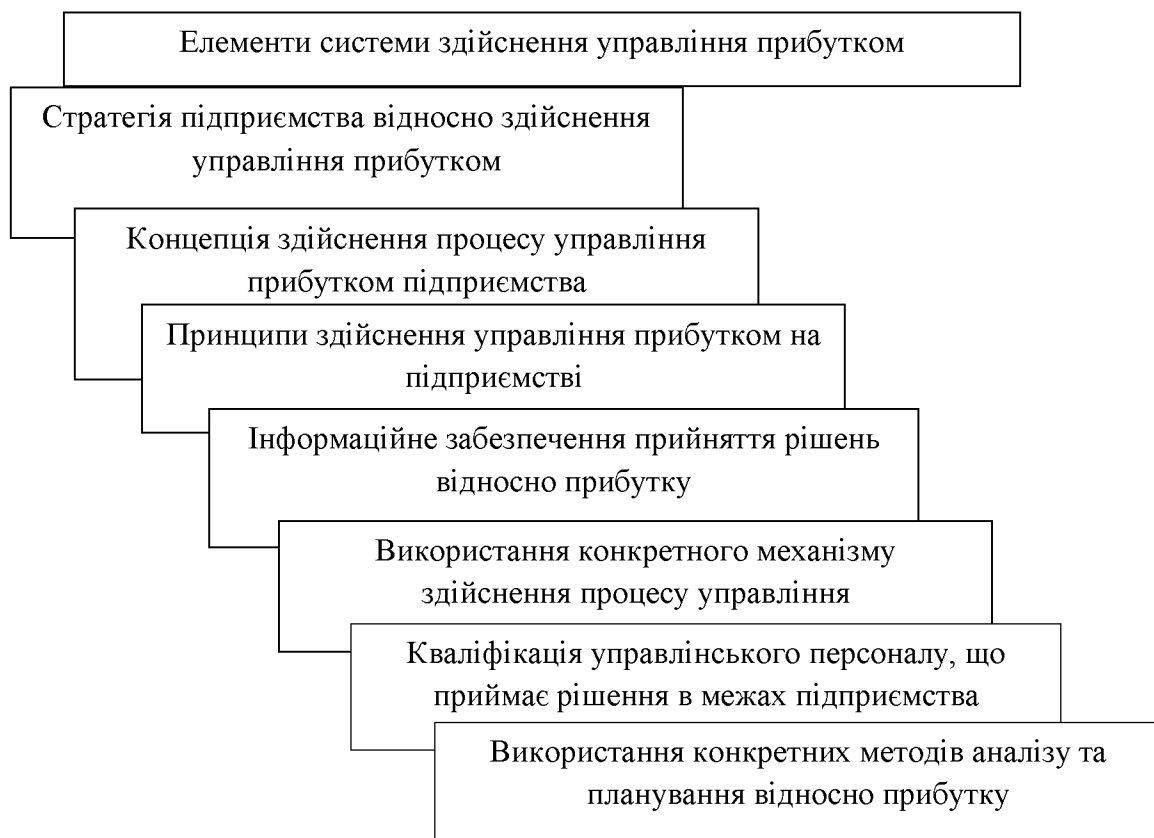 Елементи системи здійснення управління прибутком
Стратегія підприємства відносно здійснення
управління прибутком
Концепція здійснення процесу управління
прибутком підприємства
Принципи здійснення управління прибутком на
підприємстві
Інформаційне забезпечення прийняття рішень
відносно прибутку
Використання конкретного механізму
здійснення процесу управління
Кваліфікація управлінського персоналу, що
приймає рішення в межах підприємства
Використання конкретних методів аналізу та
планування відносно прибутку